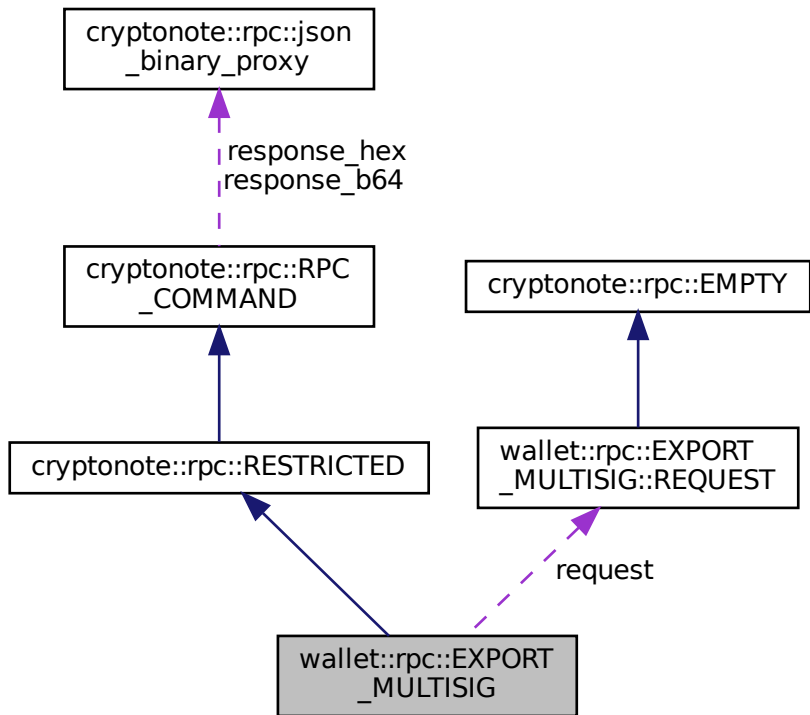 cryptonote::rpc::json
_binary_proxy
response_hex
response_b64
cryptonote::rpc::RPC
_COMMAND
cryptonote::rpc::EMPTY
cryptonote::rpc::RESTRICTED
wallet::rpc::EXPORT
_MULTISIG::REQUEST
request
wallet::rpc::EXPORT
_MULTISIG